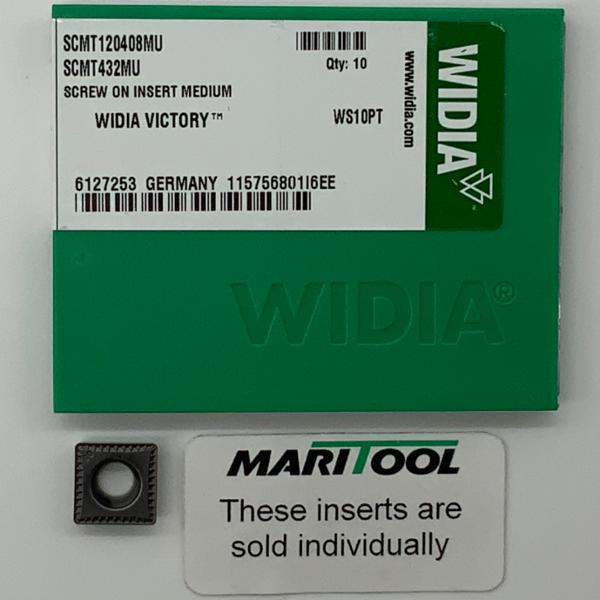 SCMT120408MU
SCMT432MU
Qty: 10
SCREW ON INSERT MEDIUM
WIDIA VICTORY™
WS10PT
6127253 GERMANY 115756801I6EE
www.widia.com
WIDIA
WIDIA®
MARITOOL
These inserts are
sold individually